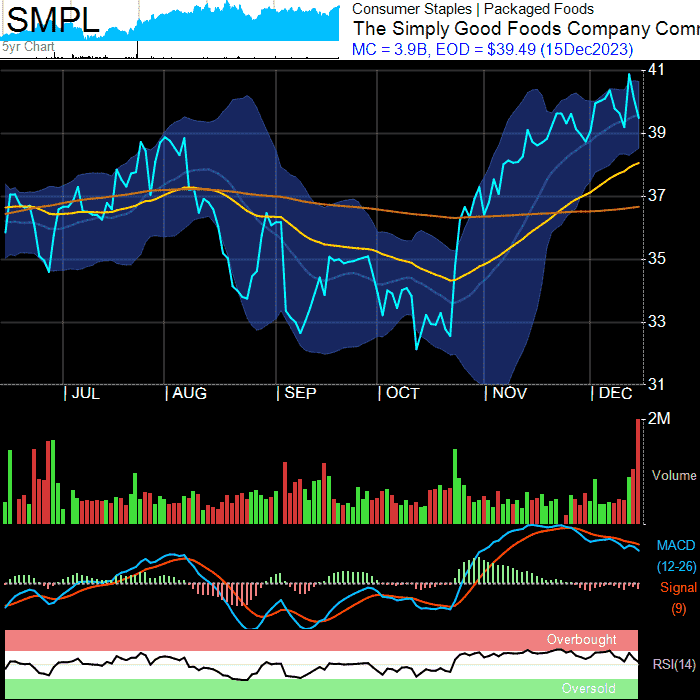 SMPL
5yr Chart
Consumer Staples | Packaged Foods
The Simply Good Foods Company Com
MC = 3.9B, EOD = $39.49 (15Dec2023)
41
39
37
35
33
31
JUL AUG SEP OCT NOV DEC
2M
Volume
MACD
(12-26)
Signal
(9)
Overbought
RSI(14)
Oversold